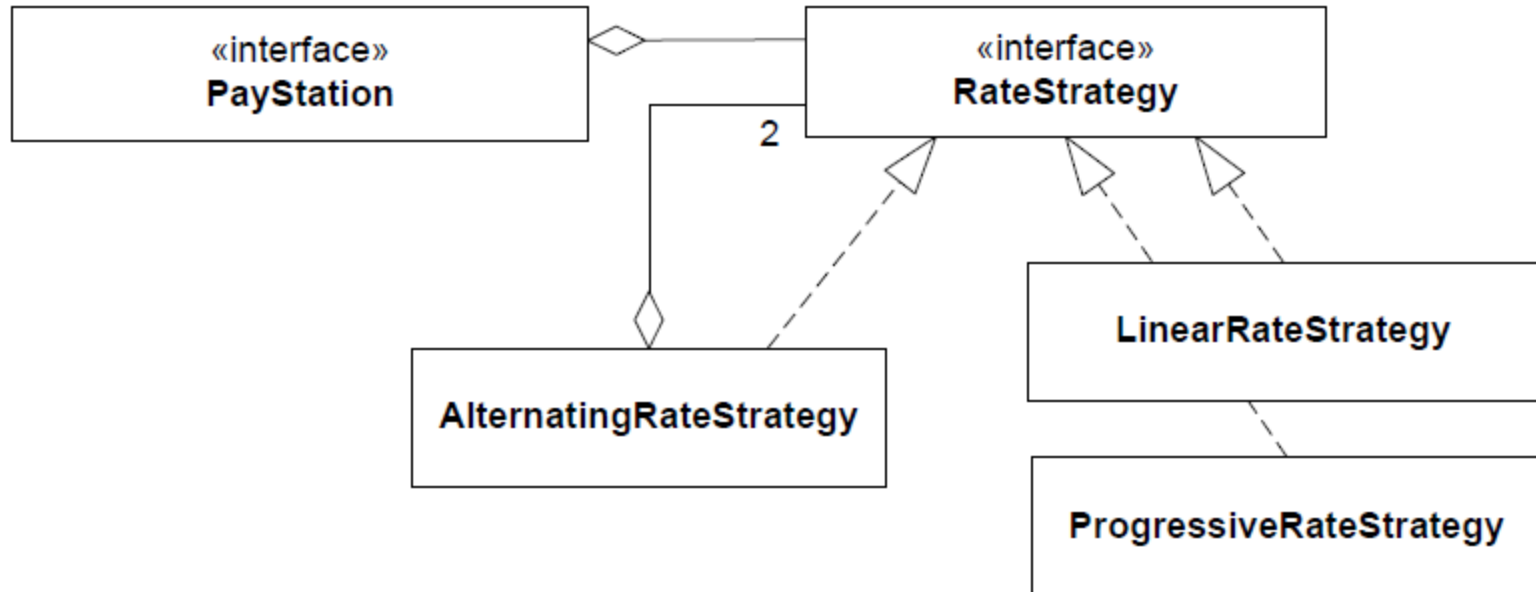 «interface»
PayStation
«interface»
RateStrategy
2
LinearRateStrategy
AlternatingRateStrategy
ProgressiveRateStrategy